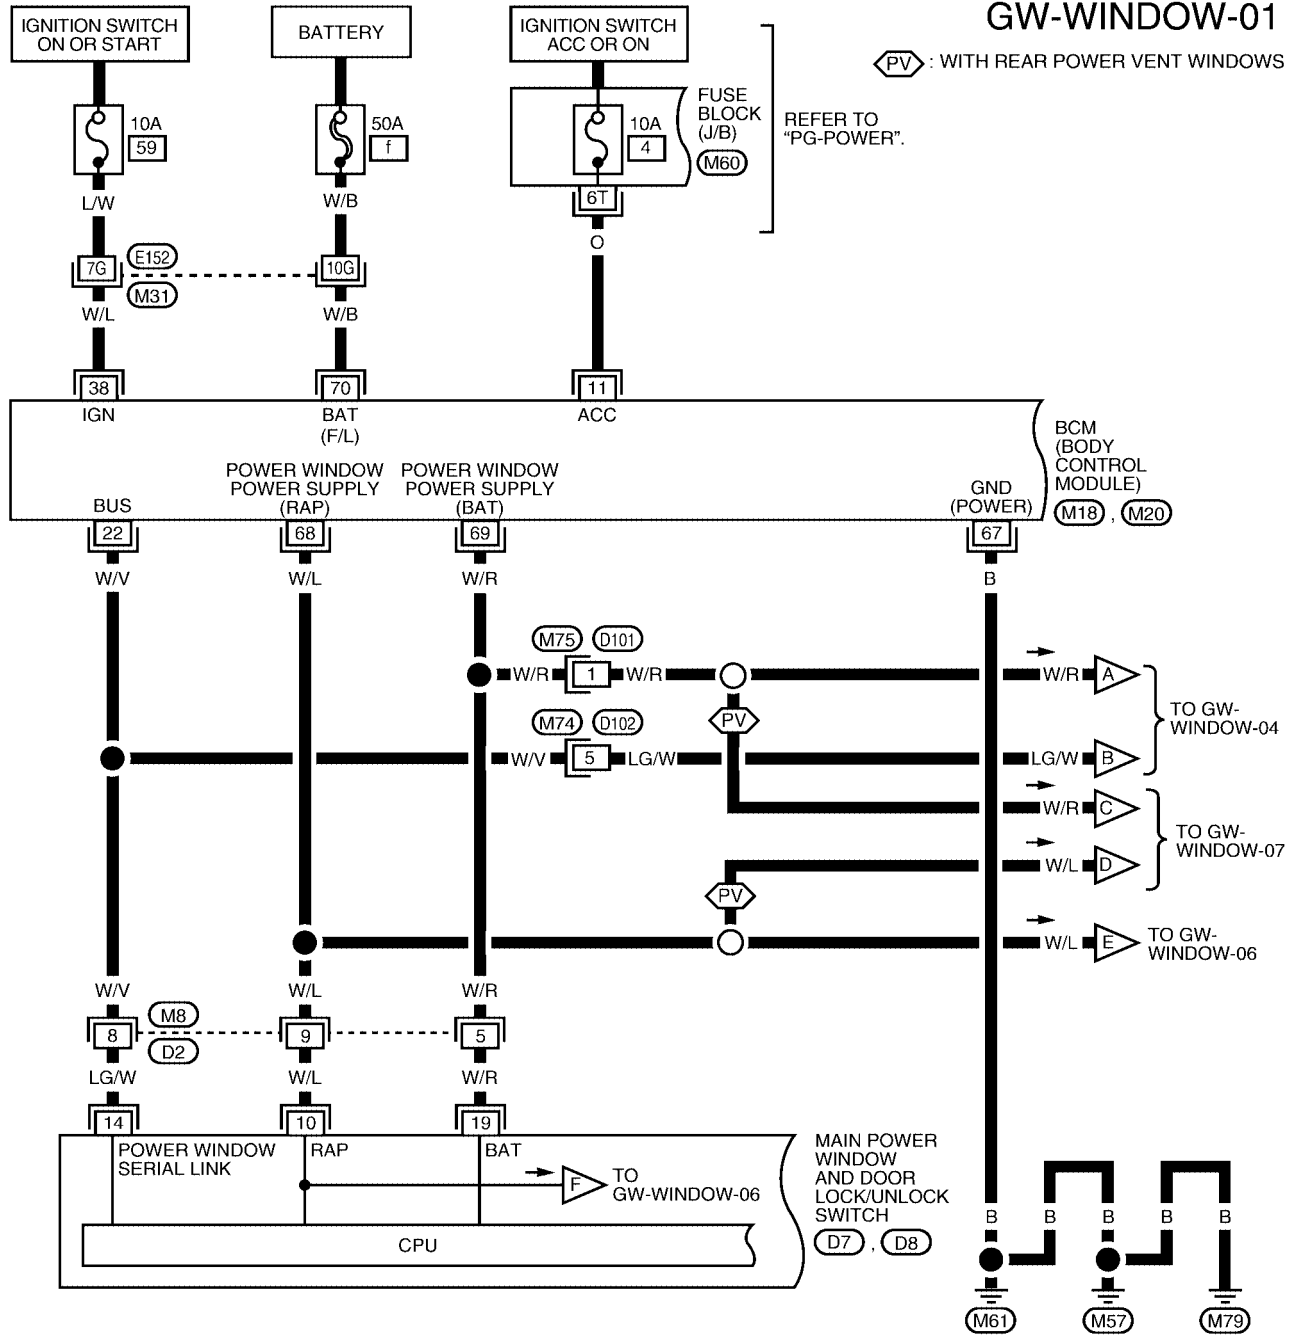 GW-WINDOW-01
PV : WITH REAR POWER VENT WINDOWS
IGNITION SWITCH
ON OR START
BATTERY
IGNITION SWITCH
ACC OR ON
10A
59
50A
f
10A
4
FUSE
BLOCK
(J/B)
M60
REFER TO
"PG-POWER".
L/W
W/B
6T
O
7G
E152
M31
10G
W/L
W/B
38
70
11
IGN
BAT
(F/L)
ACC
BCM
(BODY
CONTROL
MODULE)
M18 , M20
BUS
POWER WINDOW
POWER SUPPLY
(RAP)
POWER WINDOW
POWER SUPPLY
(BAT)
GND
(POWER)
22
68
69
67
W/V
W/L
W/R
B
M75
D101
W/R
1
W/R
W/R
A
PV
M74
D102
W/V
5
LG/W
LG/W
B
TO GW-
WINDOW-04
W/R
C
W/L
D
TO GW-
WINDOW-07
PV
W/L
E
TO GW-
WINDOW-06
W/V
W/L
W/R
8
M8
D2
9
5
LG/W
W/L
W/R
14
10
19
POWER WINDOW
SERIAL LINK
RAP
BAT
F
TO
GW-WINDOW-06
CPU
MAIN POWER
WINDOW
AND DOOR
LOCK/UNLOCK
SWITCH
D7 , D8
B
B
B
B
B
M61
M57
M79